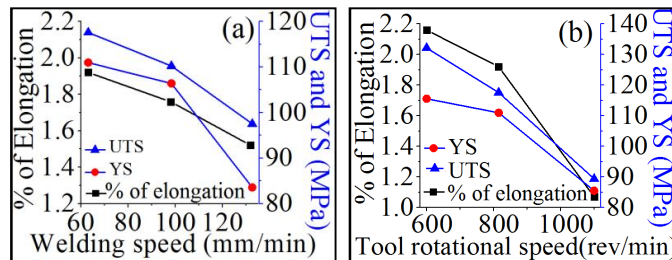 (a)
% of Elongation
2.2
2.0
1.8
1.6
1.4
1.2
UTS
YS
% of elongation
60 80 100 120
Welding speed (mm/min)
120
110
100
90
80
UTS and YS (MPa)
(b)
% of Elongation
2.2
2.0
1.8
1.6
1.4
1.2
1.0
YS
UTS
% of elongation
600 800 1000
Tool rotational speed(rev/min)
140
130
120
110
100
90
80
UTS and YS (MPa)